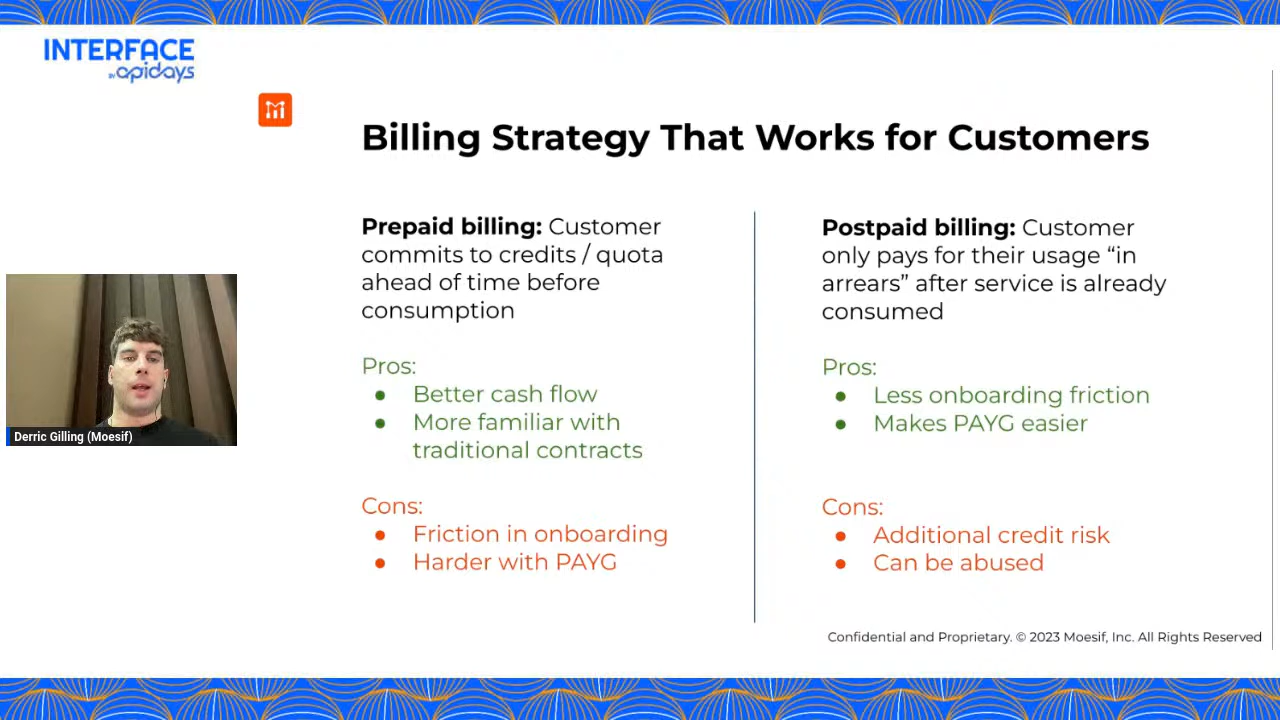 INTERFACE
BY apidays
Billing Strategy That Works for Customers
Prepaid billing: Customer
commits to credits / quota
ahead of time before
consumption
Pros:
● Better cash flow
● More familiar with
traditional contracts
Cons:
● Friction in onboarding
● Harder with PAYG
Postpaid billing: Customer
only pays for their usage “in
arrears” after service is already
consumed
Pros:
● Less onboarding friction
● Makes PAYG easier
Cons:
● Additional credit risk
● Can be abused
Derric Gilling (Moesif)
Confidential and Proprietary. © 2023 Moesif, Inc. All Rights Reserved